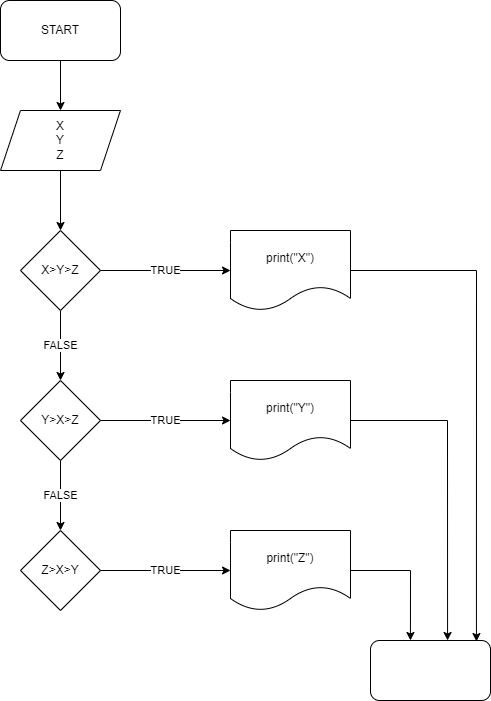 START
X
Y
Z
X>Y>Z
TRUE
print("X")
FALSE
Y>X>Z
TRUE
print("Y")
FALSE
Z>X>Y
TRUE
print("Z")